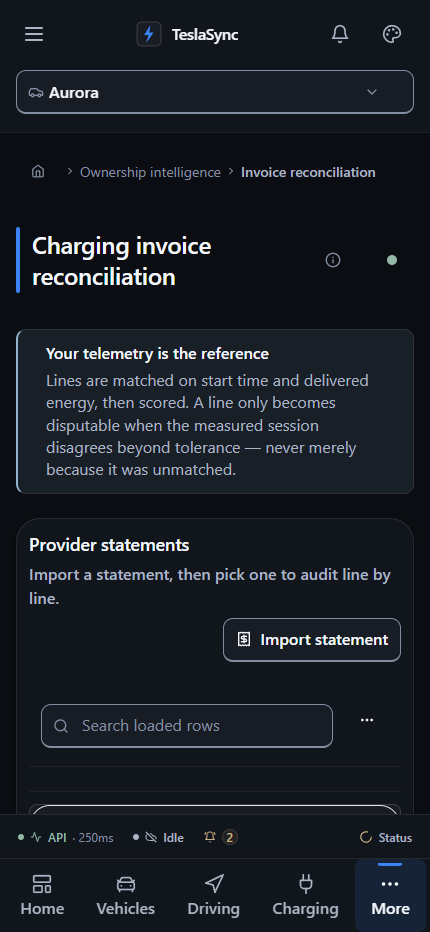 TeslaSync
Aurora
Ownership intelligence
Invoice reconciliation
Charging invoice
reconciliation
Your telemetry is the reference
Lines are matched on start time and delivered
energy, then scored. A line only becomes
disputable when the measured session
disagrees beyond tolerance — never merely
because it was unmatched.
Provider statements
Import a statement, then pick one to audit line by
line.
Import statement
Search loaded rows
API · 250ms
Idle
2
Status
Home
Vehicles
Driving
Charging
More